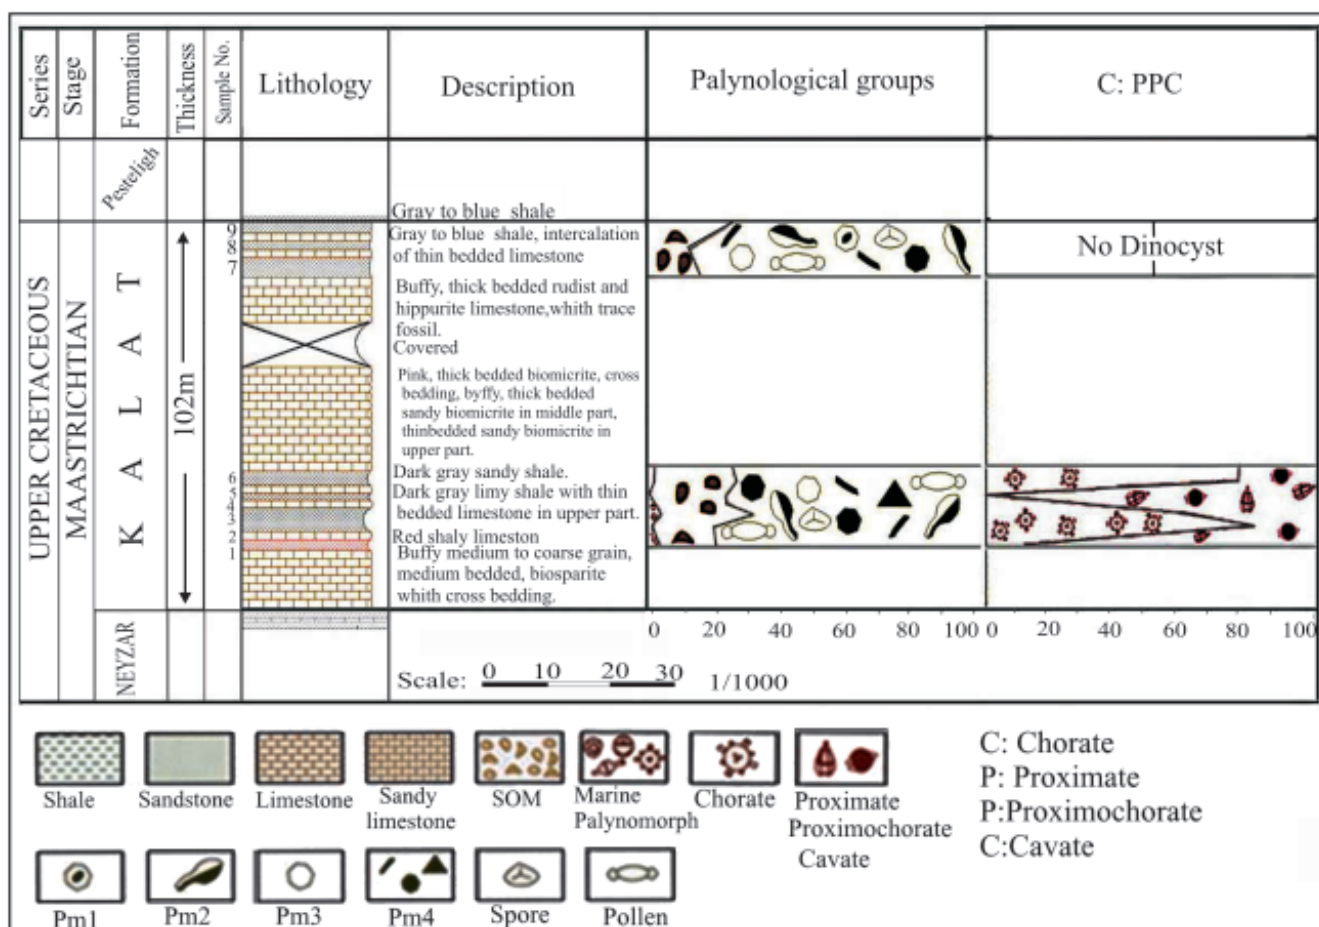 Series
Stage
Formation
Thickness
Sample No.
Lithology
Description
Palynological groups
C: PPC
Pesteligh
UPPER CRETACEOUS
MAASTRICHTIAN
KALAT
NEYZAR
102m
9
8
7
6
5
4
3
2
1
Gray to blue shale
Gray to blue shale, intercalation
of thin bedded limestone
Buffy, thick bedded rudist and
hippurite limestone,whith trace
fossil.
Covered
Pink, thick bedded biomicrite, cross
bedding, byffy, thick bedded
sandy biomicrite in middle part,
thinbedded sandy biomicrite in
upper part.
Dark gray sandy shale.
Dark gray limy shale with thin
bedded limestone in upper part.
Red shaly limeston
Buffy medium to coarse grain,
medium bedded, biosparite
whith cross bedding.
No Dinocyst
0 20 40 60 80 100
0 20 40 60 80 100
Scale: 0 10 20 30 1/1000
Shale
Sandstone
Limestone
Sandy
limestone
SOM
Marine
Palynomorph
Chorate
Proximate
Proximochorate
Cavate
C: Chorate
P: Proximate
P:Proximochorate
C:Cavate
Pm1
Pm2
Pm3
Pm4
Spore
Pollen